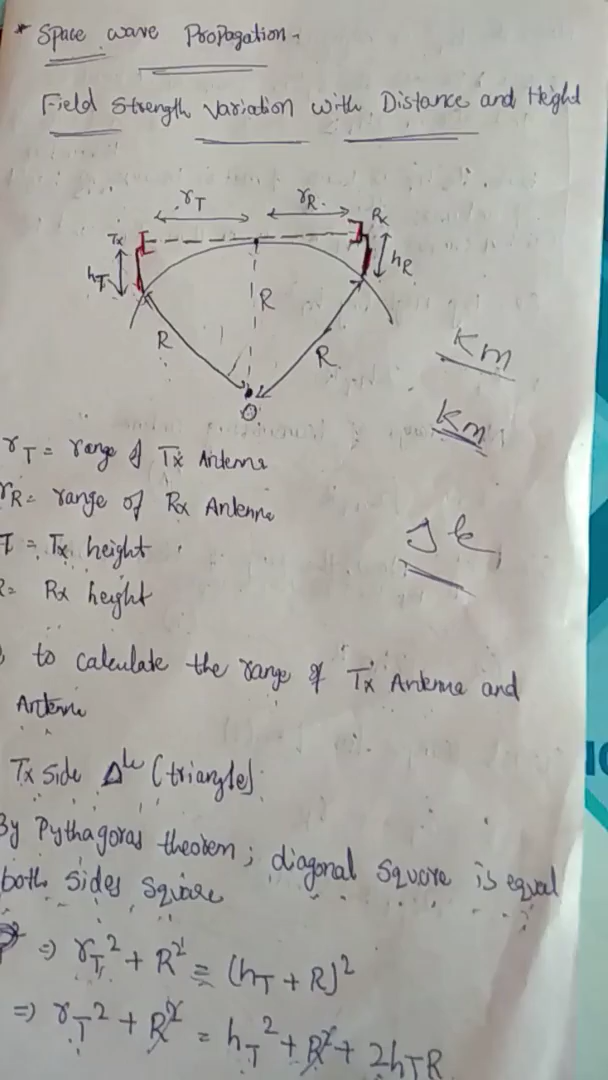 * Space wave Propagation -
Field Strength Variation with Distance and Height
rT
rR
Tx
Rx
hT
hR
R
R
R
O
Km
Km
rT = range of Tx Antenna
rR = range of Rx Antenna
T = Tx height
R = Rx height
to calculate the range of Tx Antenna and
Antenna
Tx side Δle (triangle)
By Pythagoras theorem; diagonal square is equal
both sides square
⇒ rT² + R² = (hT + R)²
⇒ rT² + R² = hT² + R² + 2hTR